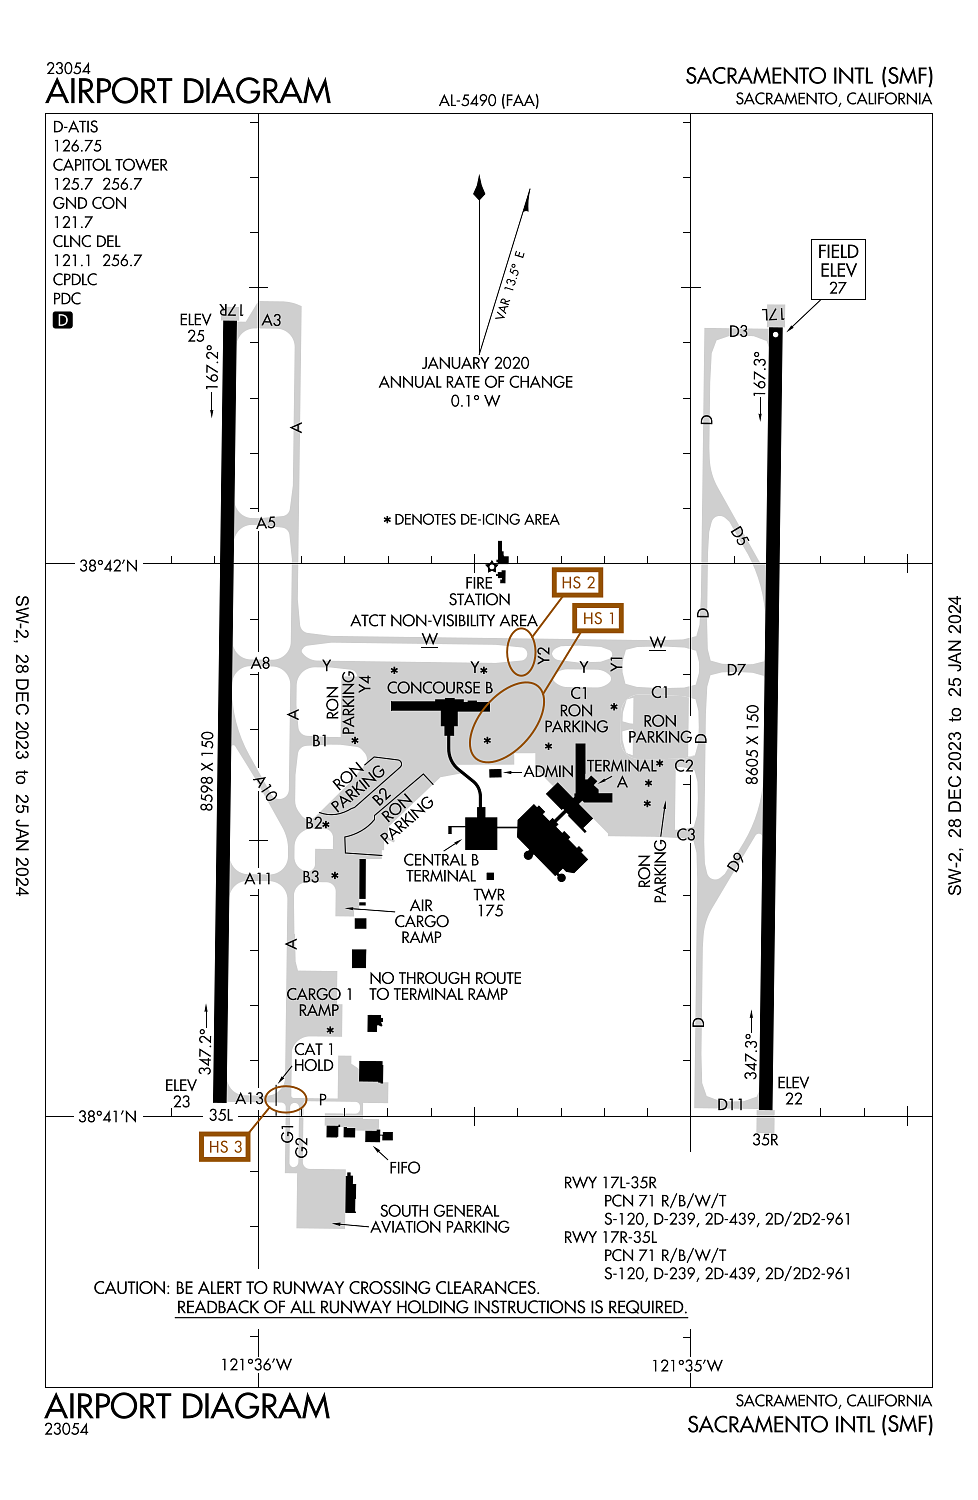 23054
AIRPORT DIAGRAM
AL-5490 (FAA)
SACRAMENTO INTL (SMF)
SACRAMENTO, CALIFORNIA
D-ATIS
126.75
CAPITOL TOWER
125.7 256.7
GND CON
121.7
CLNC DEL
121.1 256.7
CPDLC
PDC
D
VAR 13.5° E
JANUARY 2020
ANNUAL RATE OF CHANGE
0.1° W
FIELD
ELEV
27
ELEV
25
17R
A3
167.2°
A
17L
D3
167.3°
D
A5
D5
* DENOTES DE-ICING AREA
38°42'N
FIRE
STATION
HS 2
HS 1
ATCT NON-VISIBILITY AREA
W
W
D
A8
Y
Y4
Y
Y2
Y
Y1
D7
CONCOURSE B
C1
C1
RON
PARKING
RON
PARKING
RON
PARKING
A
B1
D
8598 X 150
8605 X 150
RON
PARKING
B2
RON
PARKING
ADMIN
TERMINAL
A
C2
A10
B2
C3
CENTRAL B
TERMINAL
RON
PARKING
D9
A11
B3
TWR
175
AIR
CARGO
RAMP
A
NO THROUGH ROUTE
TO TERMINAL RAMP
CARGO 1
RAMP
D
347.2°
347.3°
CAT 1
HOLD
ELEV
23
A13
P
D11
ELEV
22
38°41'N
35L
35R
HS 3
G1
G2
FIFO
SOUTH GENERAL
AVIATION PARKING
RWY 17L-35R
PCN 71 R/B/W/T
S-120, D-239, 2D-439, 2D/2D2-961
RWY 17R-35L
PCN 71 R/B/W/T
S-120, D-239, 2D-439, 2D/2D2-961
CAUTION: BE ALERT TO RUNWAY CROSSING CLEARANCES.
READBACK OF ALL RUNWAY HOLDING INSTRUCTIONS IS REQUIRED.
121°36'W
121°35'W
AIRPORT DIAGRAM
23054
SACRAMENTO, CALIFORNIA
SACRAMENTO INTL (SMF)
SW-2, 28 DEC 2023 to 25 JAN 2024
SW-2, 28 DEC 2023 to 25 JAN 2024